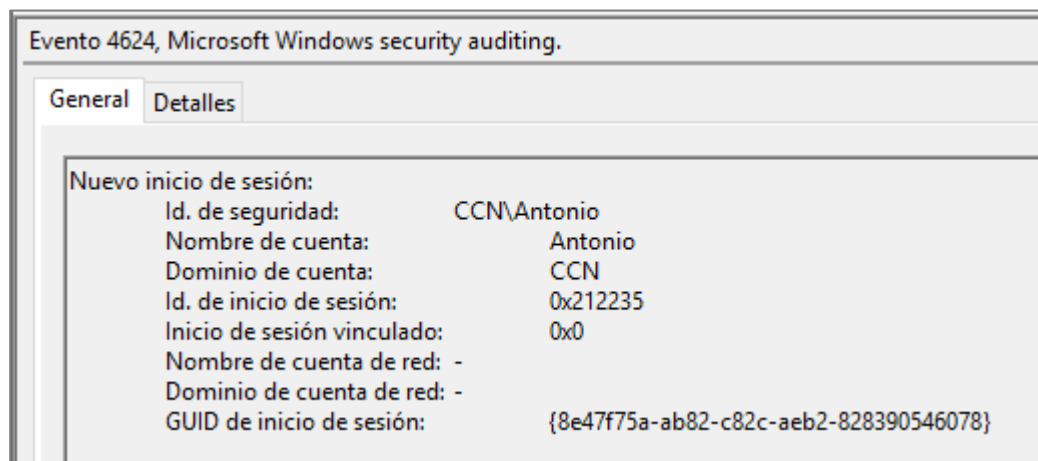 Evento 4624, Microsoft Windows security auditing.
General Detalles
Nuevo inicio de sesión:
Id. de seguridad: CCN\Antonio
Nombre de cuenta: Antonio
Dominio de cuenta: CCN
Id. de inicio de sesión: 0x212235
Inicio de sesión vinculado: 0x0
Nombre de cuenta de red: -
Dominio de cuenta de red: -
GUID de inicio de sesión: {8e47f75a-ab82-c82c-aeb2-828390546078}